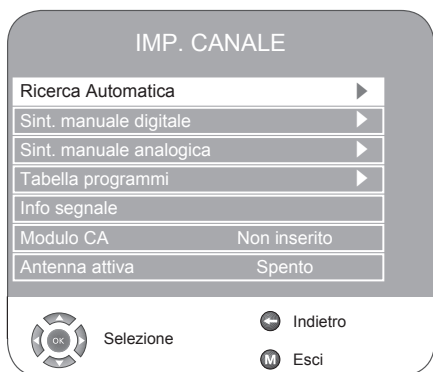 IMP. CANALE
Ricerca Automatica
Sint. manuale digitale
Sint. manuale analogica
Tabella programmi
Info segnale
Modulo CA Non inserito
Antenna attiva Spento
OK Selezione
Indietro
M Esci